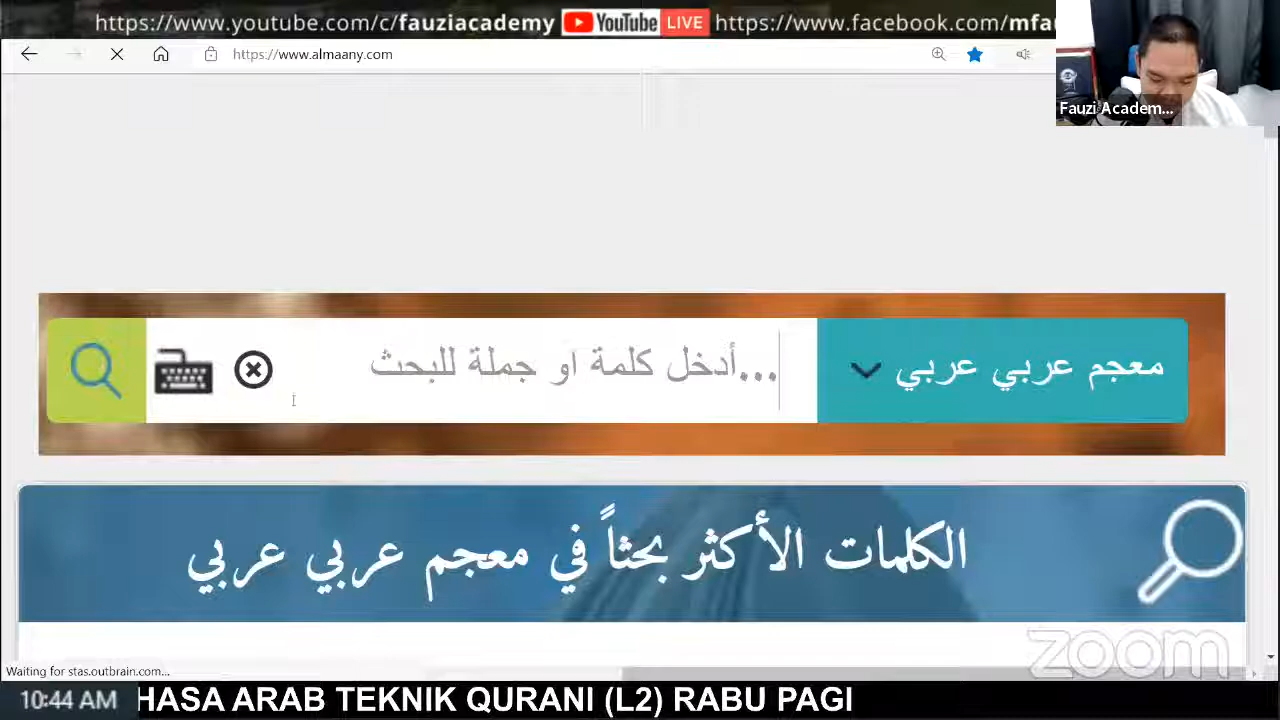 https://www.youtube.com/c/fauziacademy YouTube LIVE https://www.facebook.com/mfau
https://www.almaany.com
Fauzi Academ...
معجم عربي عربي
أدخل كلمة او جملة للبحث...
الكلمات الأكثر بحثاً في معجم عربي عربي
zoom
Waiting for stas.outbrain.com...
10:44 AM HASA ARAB TEKNIK QURANI (L2) RABU PAGI